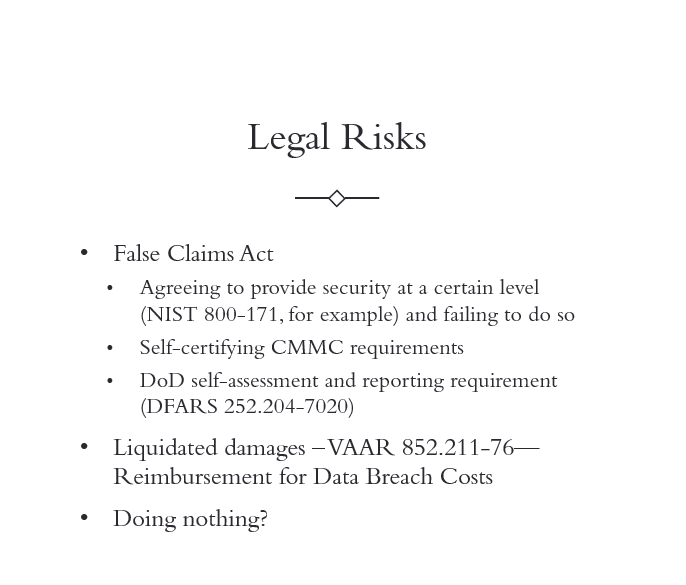 Legal Risks
• False Claims Act
• Agreeing to provide security at a certain level
(NIST 800-171, for example) and failing to do so
• Self-certifying CMMC requirements
• DoD self-assessment and reporting requirement
(DFARS 252.204-7020)
• Liquidated damages –VAAR 852.211-76—
Reimbursement for Data Breach Costs
• Doing nothing?